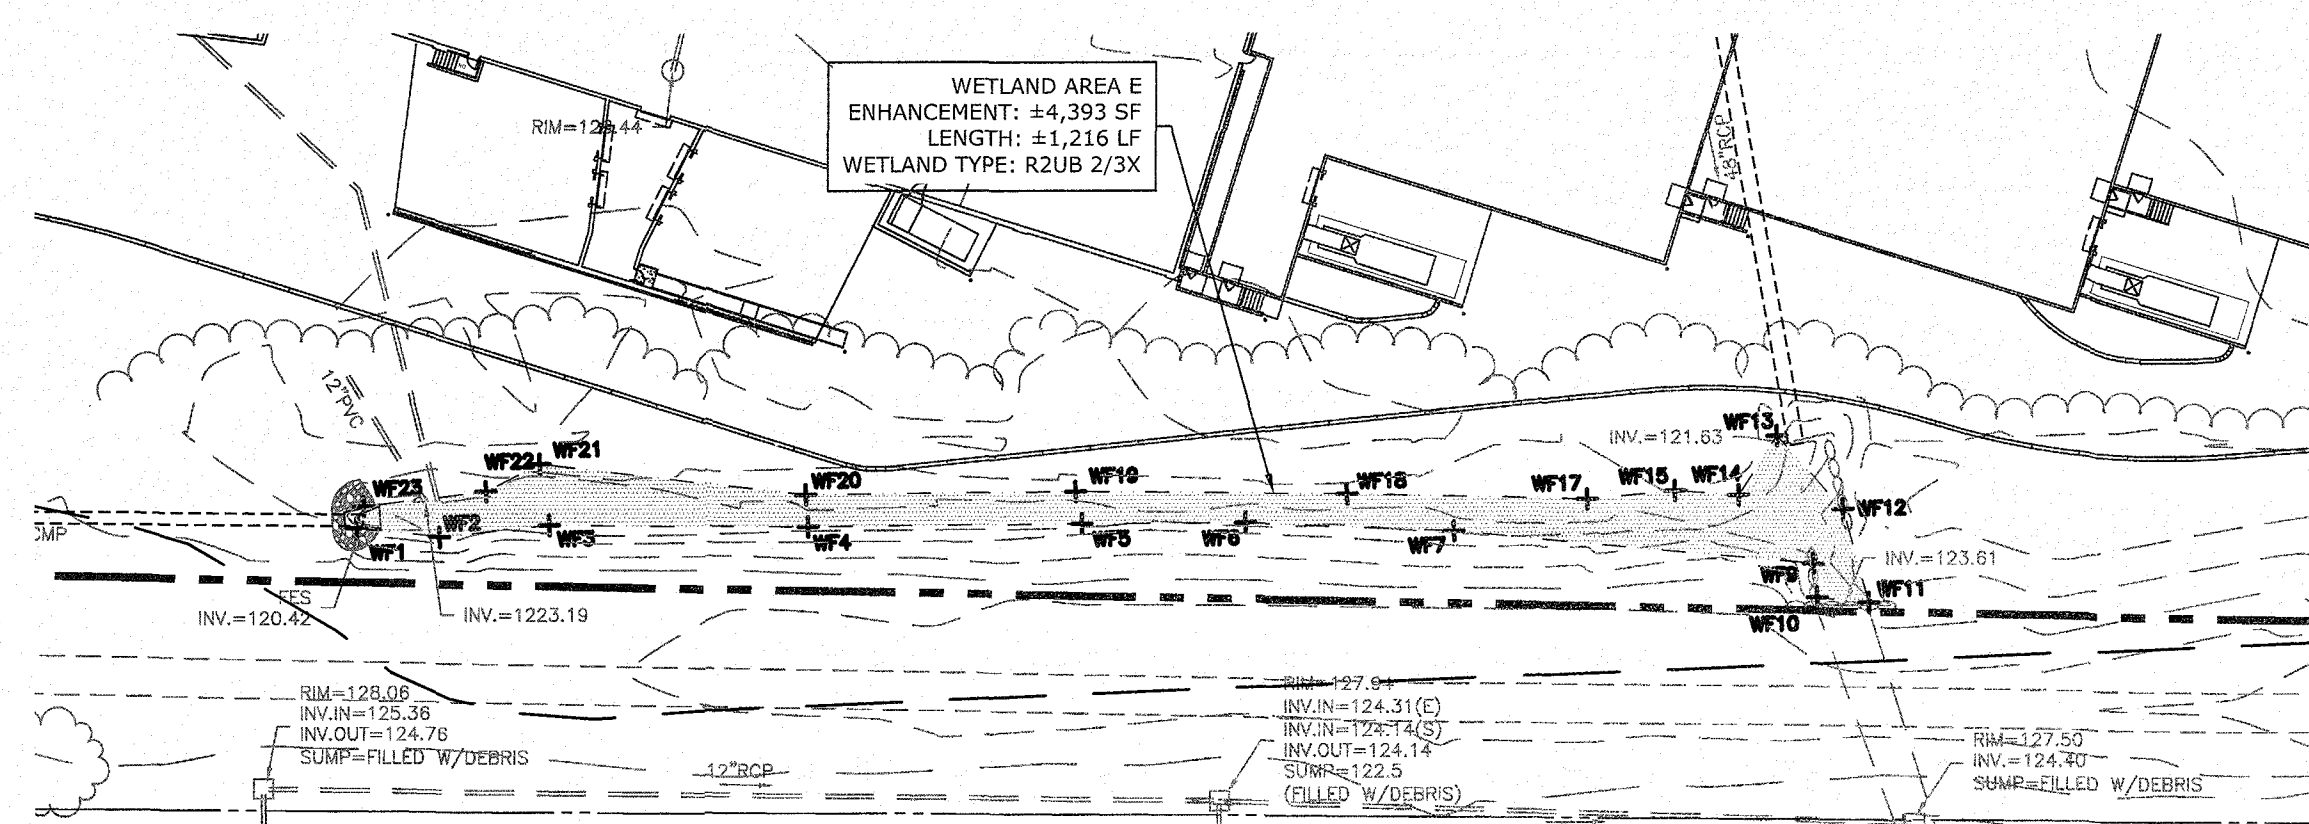 WETLAND AREA E
ENHANCEMENT: ±4,393 SF
LENGTH: ±1,216 LF
WETLAND TYPE: R2UB 2/3X
48"RCP
12"PVC
WF13
INV.=121.63
WF21
WF22
WF23
WF20
WF19
WF18
WF17
WF15
WF14
WF12
WF1
WF2
WF3
WF4
WF5
WF6
WF7
WF9
INV.=123.61
WF11
WF10
CMP
FES
INV.=120.42
INV.=1223.19
RIM=128.06
INV.IN=125.36
INV.OUT=124.76
SUMP=FILLED W/DEBRIS
12"RCP
RIM=127.94
INV.IN=124.31(E)
INV.IN=124.14(S)
INV.OUT=124.14
SUMP=122.5
(FILLED W/DEBRIS)
RIM=127.50
INV.=124.40
SUMP=FILLED W/DEBRIS